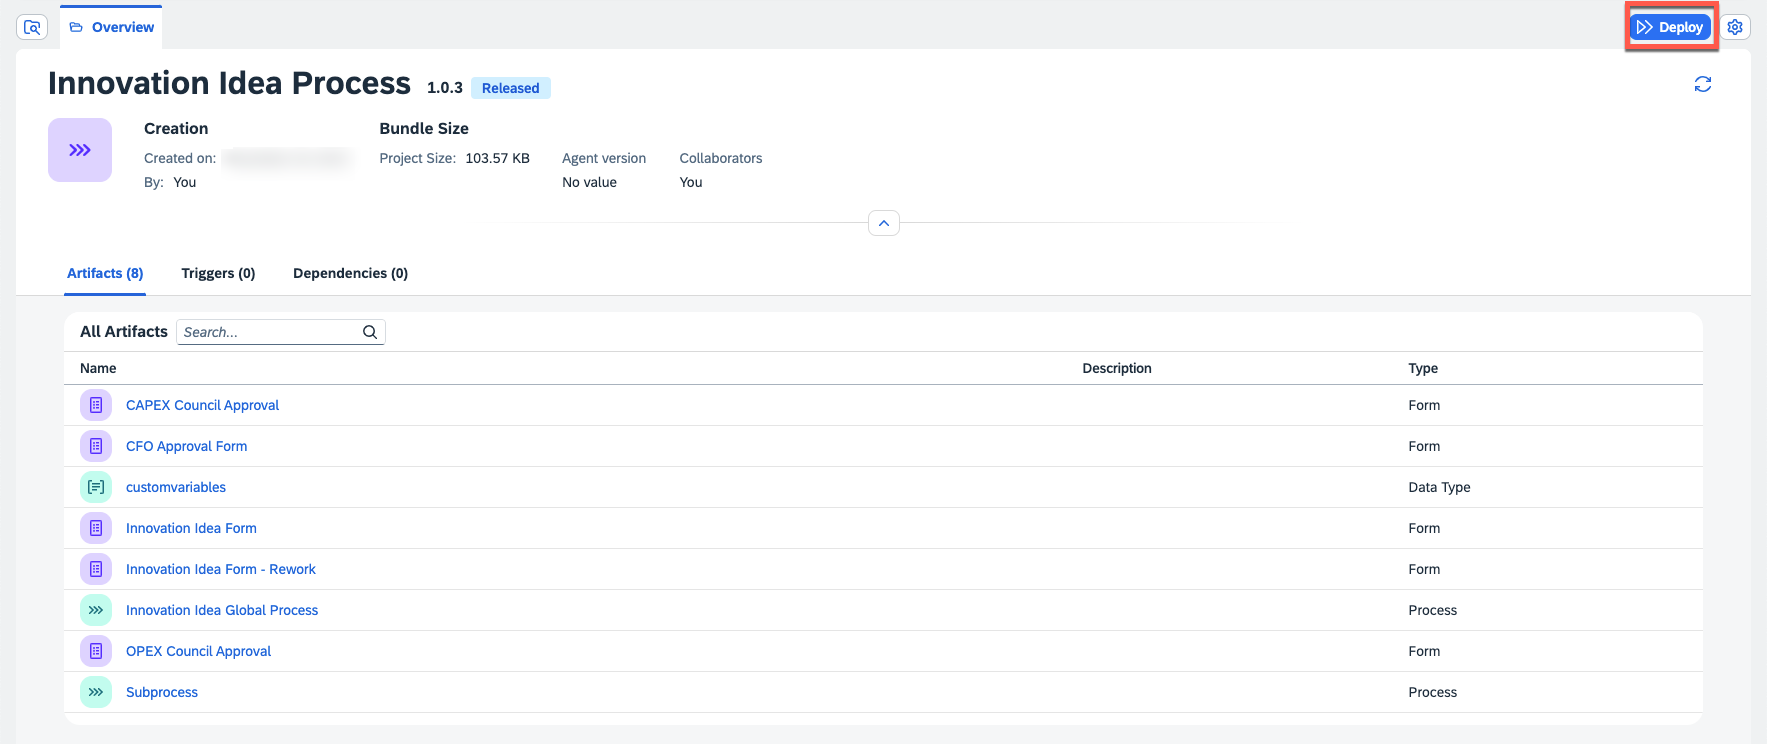 Overview
Deploy
Innovation Idea Process 1.0.3 Released
Creation
Bundle Size
Created on:
Project Size: 103.57 KB
Agent version
Collaborators
By: You
No value
You
Artifacts (8)
Triggers (0)
Dependencies (0)
All Artifacts
Search...
Name Description Type
CAPEX Council Approval Form
CFO Approval Form Form
customvariables Data Type
Innovation Idea Form Form
Innovation Idea Form - Rework Form
Innovation Idea Global Process Process
OPEX Council Approval Form
Subprocess Process